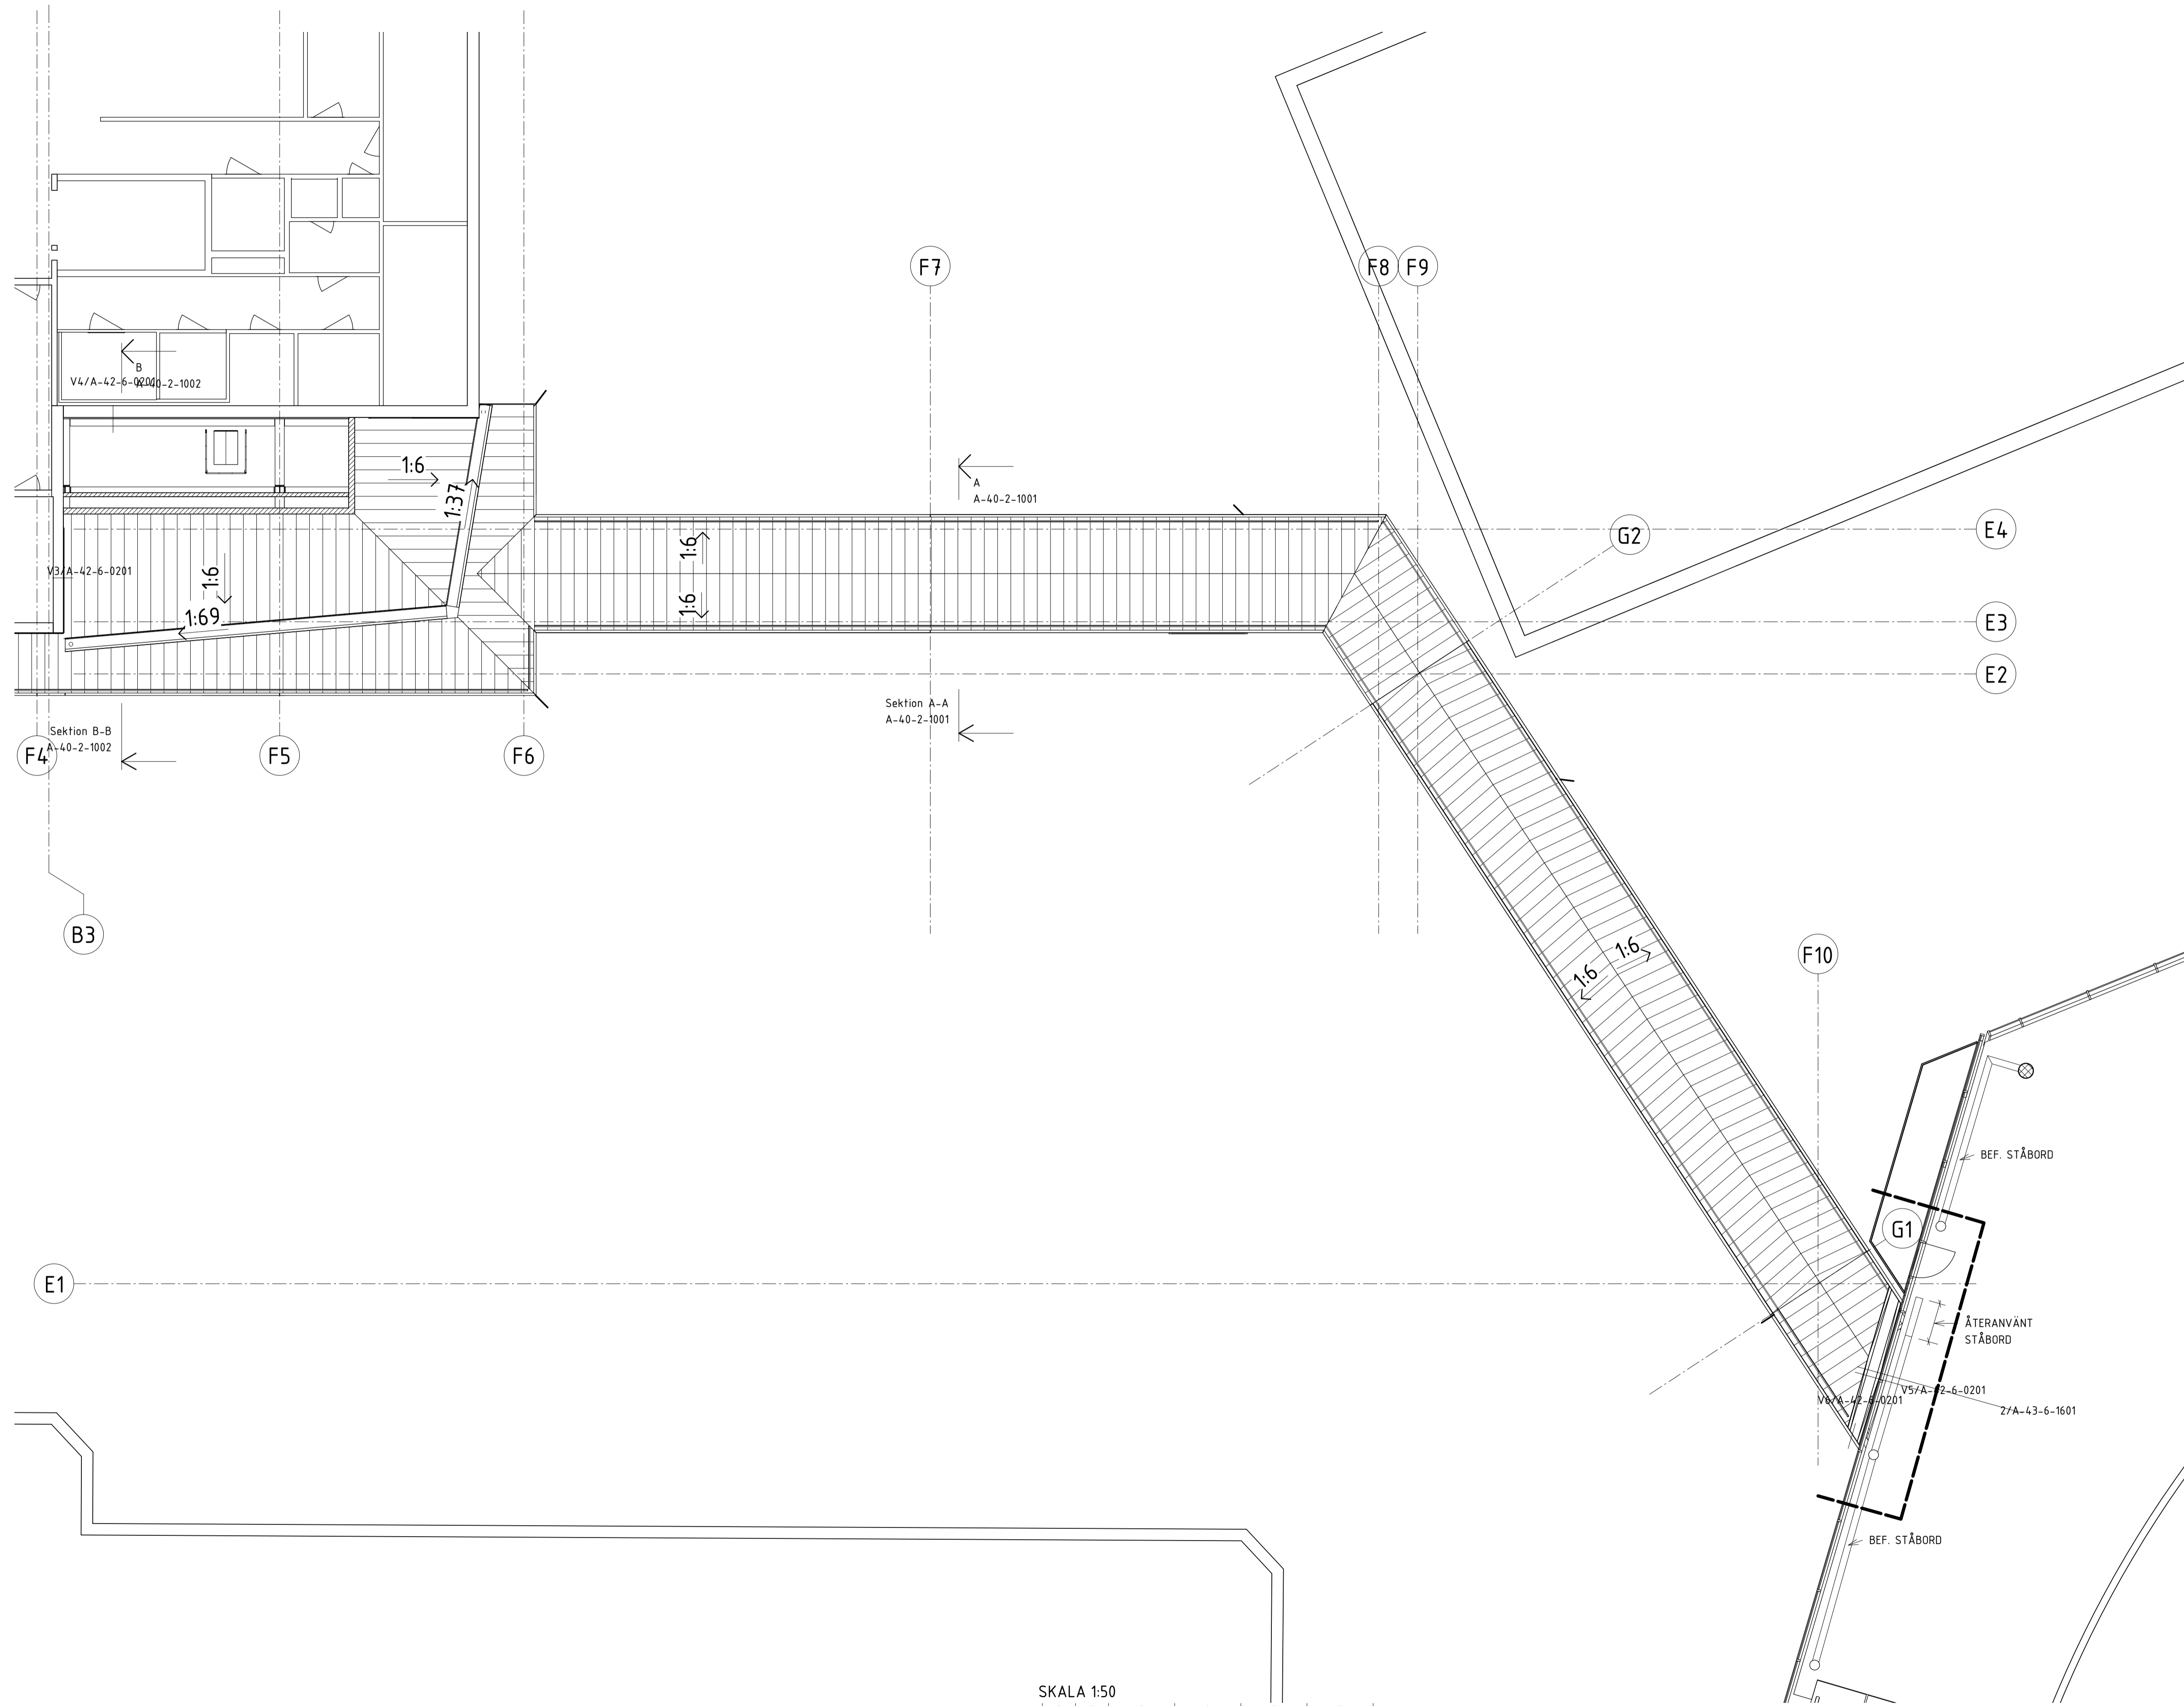 F7
F8
F9
B
V4/A-42-6-0201
A-40-2-1002
1:6
1:37
A
A-40-2-1001
E4
G2
1:6
1:6
V3/A-42-6-0201
1:6
1:69
E3
E2
Sektion B-B
A-40-2-1002
Sektion A-A
A-40-2-1001
F4
F5
F6
B3
1:6
1:6
F10
BEF. STÅBORD
G1
E1
ÅTERANVÄNT
STÅBORD
V5/A-42-6-0201
V6/A-42-6-0201
2/A-43-6-1601
BEF. STÅBORD
SKALA 1:50